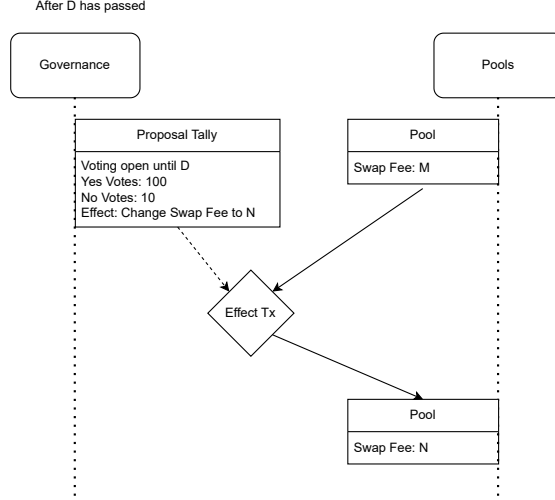 After D has passed
Governance
Pools
Proposal Tally
Voting open until D
Yes Votes: 100
No Votes: 10
Effect: Change Swap Fee to N
Pool
Swap Fee: M
Effect Tx
Pool
Swap Fee: N